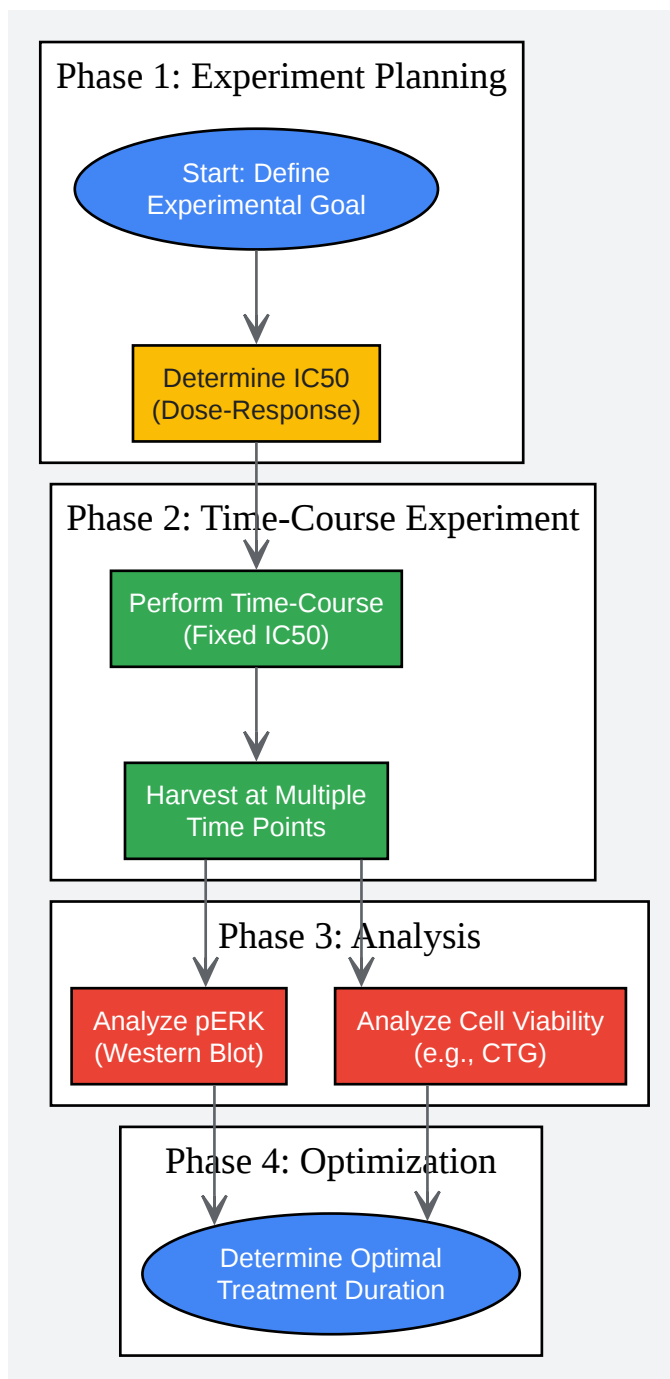 Phase 1: Experiment Planning
Start: Define
Experimental Goal
Determine IC50
(Dose-Response)
Phase 2: Time-Course Experiment
Perform Time-Course
(Fixed IC50)
Harvest at Multiple
Time Points
Phase 3: Analysis
Analyze pERK
(Western Blot)
Analyze Cell Viability
(e.g., CTG)
Phase 4: Optimization
Determine Optimal
Treatment Duration